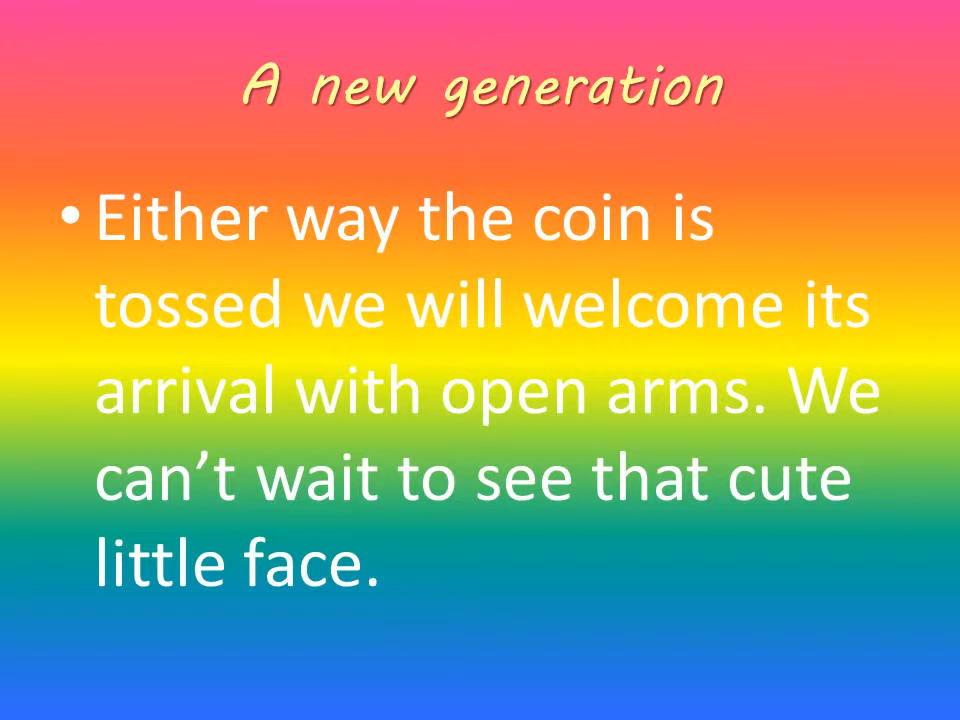 A new generation
• Either way the coin is
tossed we will welcome its
arrival with open arms. We
can’t wait to see that cute
little face.